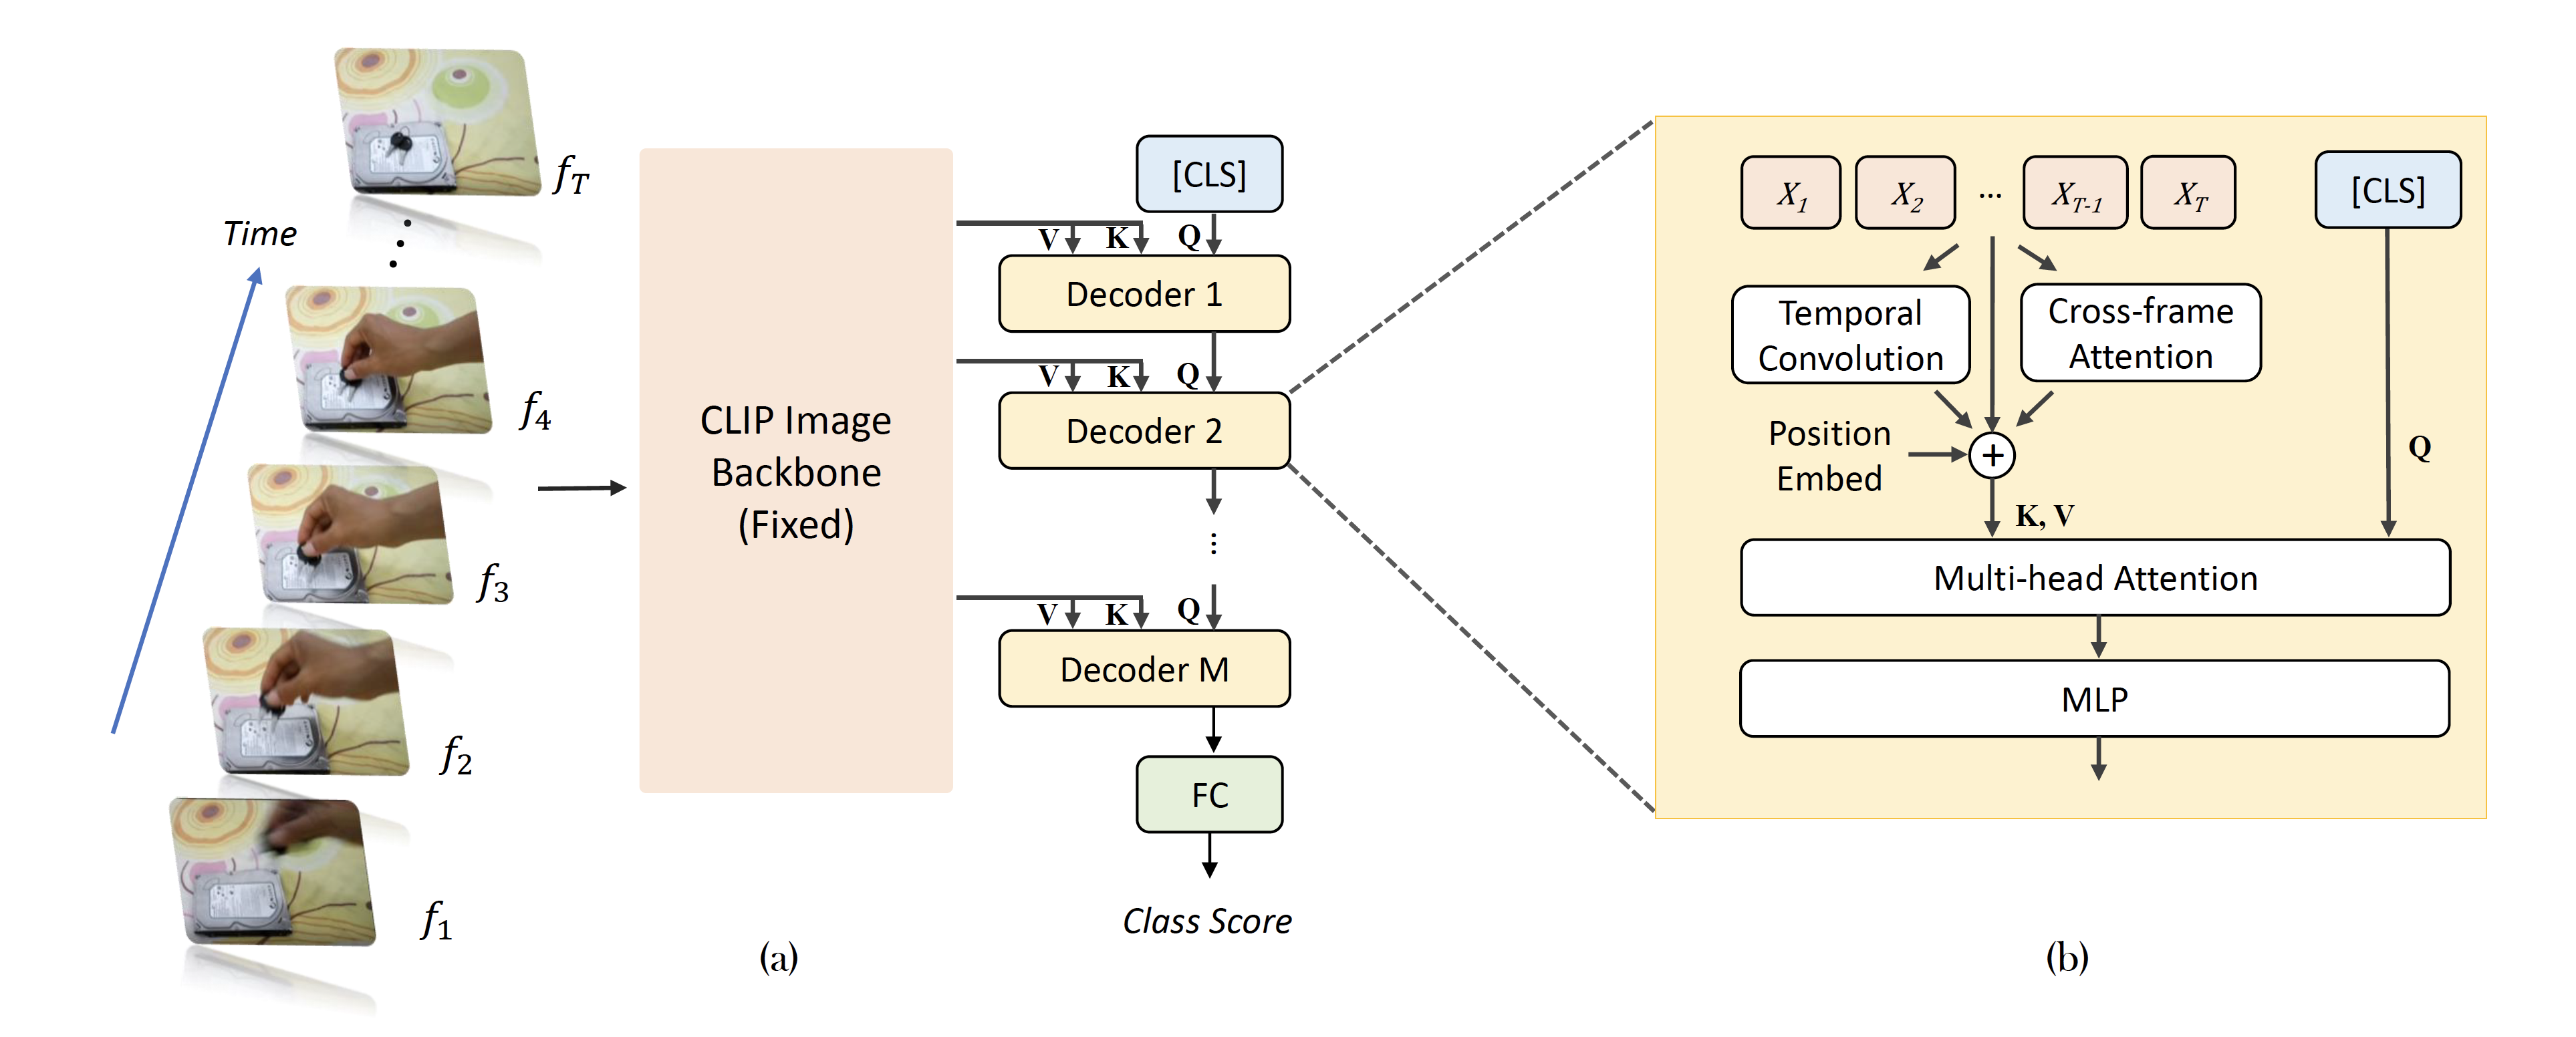 f_T
Time
f_4
f_3
f_2
f_1
CLIP Image
Backbone
(Fixed)
[CLS]
V K Q
Decoder 1
V K Q
Decoder 2
...
V K Q
Decoder M
FC
Class Score
(a)
X_1 X_2 ... X_T-1 X_T [CLS]
Temporal
Convolution
Cross-frame
Attention
Position
Embed
+
Q
K, V
Multi-head Attention
MLP
(b)